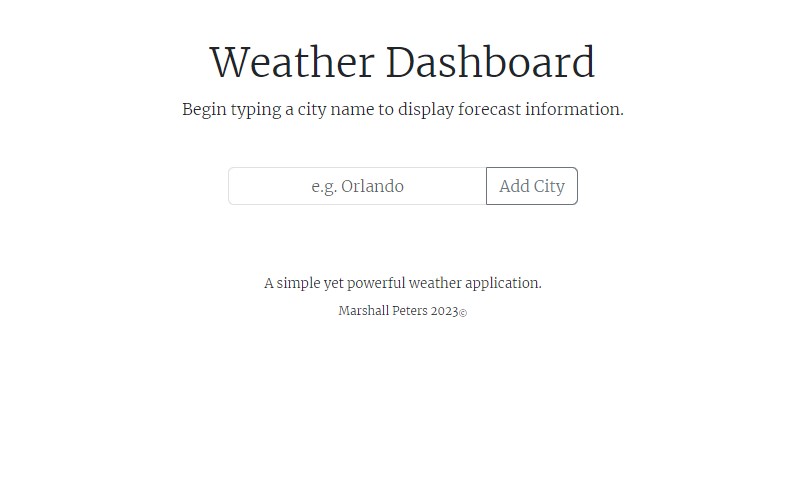 Weather Dashboard
Begin typing a city name to display forecast information.
e.g. Orlando
Add City
A simple yet powerful weather application.
Marshall Peters 2023©